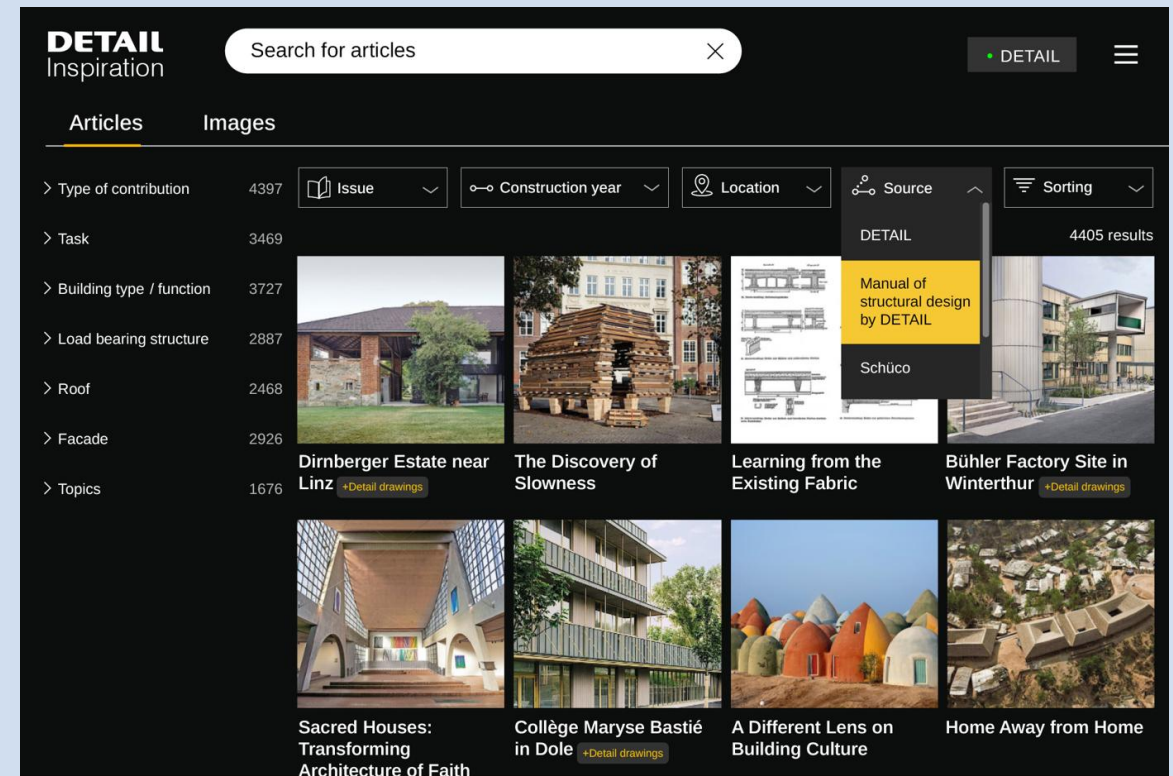 DETAIL
Inspiration
Search for articles
• DETAIL
Articles
Images
Type of contribution 4397
Task 3469
Building type / function 3727
Load bearing structure 2887
Roof 2468
Facade 2926
Topics 1676
Issue
Construction year
Location
Source
Sorting
DETAIL
Manual of
structural design
by DETAIL
Schüco
4405 results
Dirnberger Estate near
Linz +Detail drawings
The Discovery of
Slowness
Learning from the
Existing Fabric
Bühler Factory Site in
Winterthur +Detail drawings
Sacred Houses:
Transforming
Architecture of Faith
Collège Maryse Bastié
in Dole +Detail drawings
A Different Lens on
Building Culture
Home Away from Home